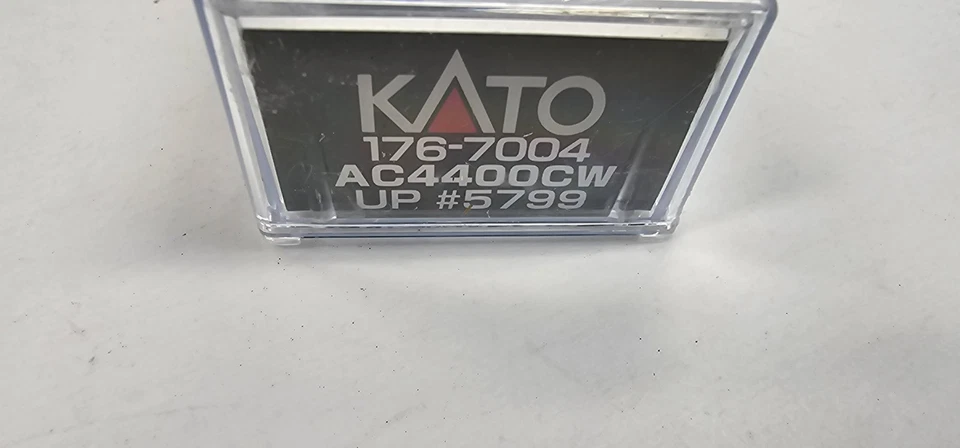 KATO
176-7004
AC4400CW
UP #5799